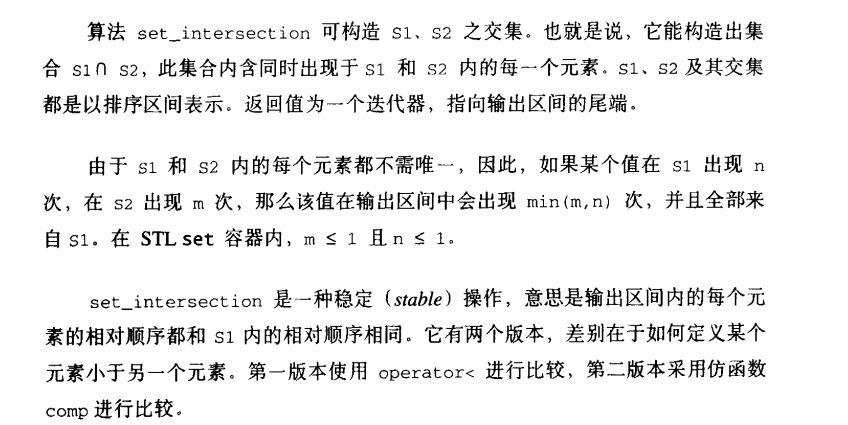 算法 set_intersection 可构造 S1、S2 之交集。也就是说，它能构造出集
合 S1∩ S2，此集合内含同时出现于 S1 和 S2 内的每一个元素。S1、S2 及其交集
都是以排序区间表示。返回值为一个迭代器，指向输出区间的尾端。
由于 S1 和 S2 内的每个元素都不需唯一，因此，如果某个值在 S1 出现 n
次，在 S2 出现 m 次，那么该值在输出区间中会出现 min(m,n) 次，并且全部来
自 S1。在 STL set 容器内，m ≤ 1 且 n ≤ 1。
set_intersection 是一种稳定（stable）操作，意思是输出区间内的每个元
素的相对顺序都和 S1 内的相对顺序相同。它有两个版本，差别在于如何定义某个
元素小于另一个元素。第一版本使用 operator< 进行比较，第二版本采用仿函数
comp 进行比较。